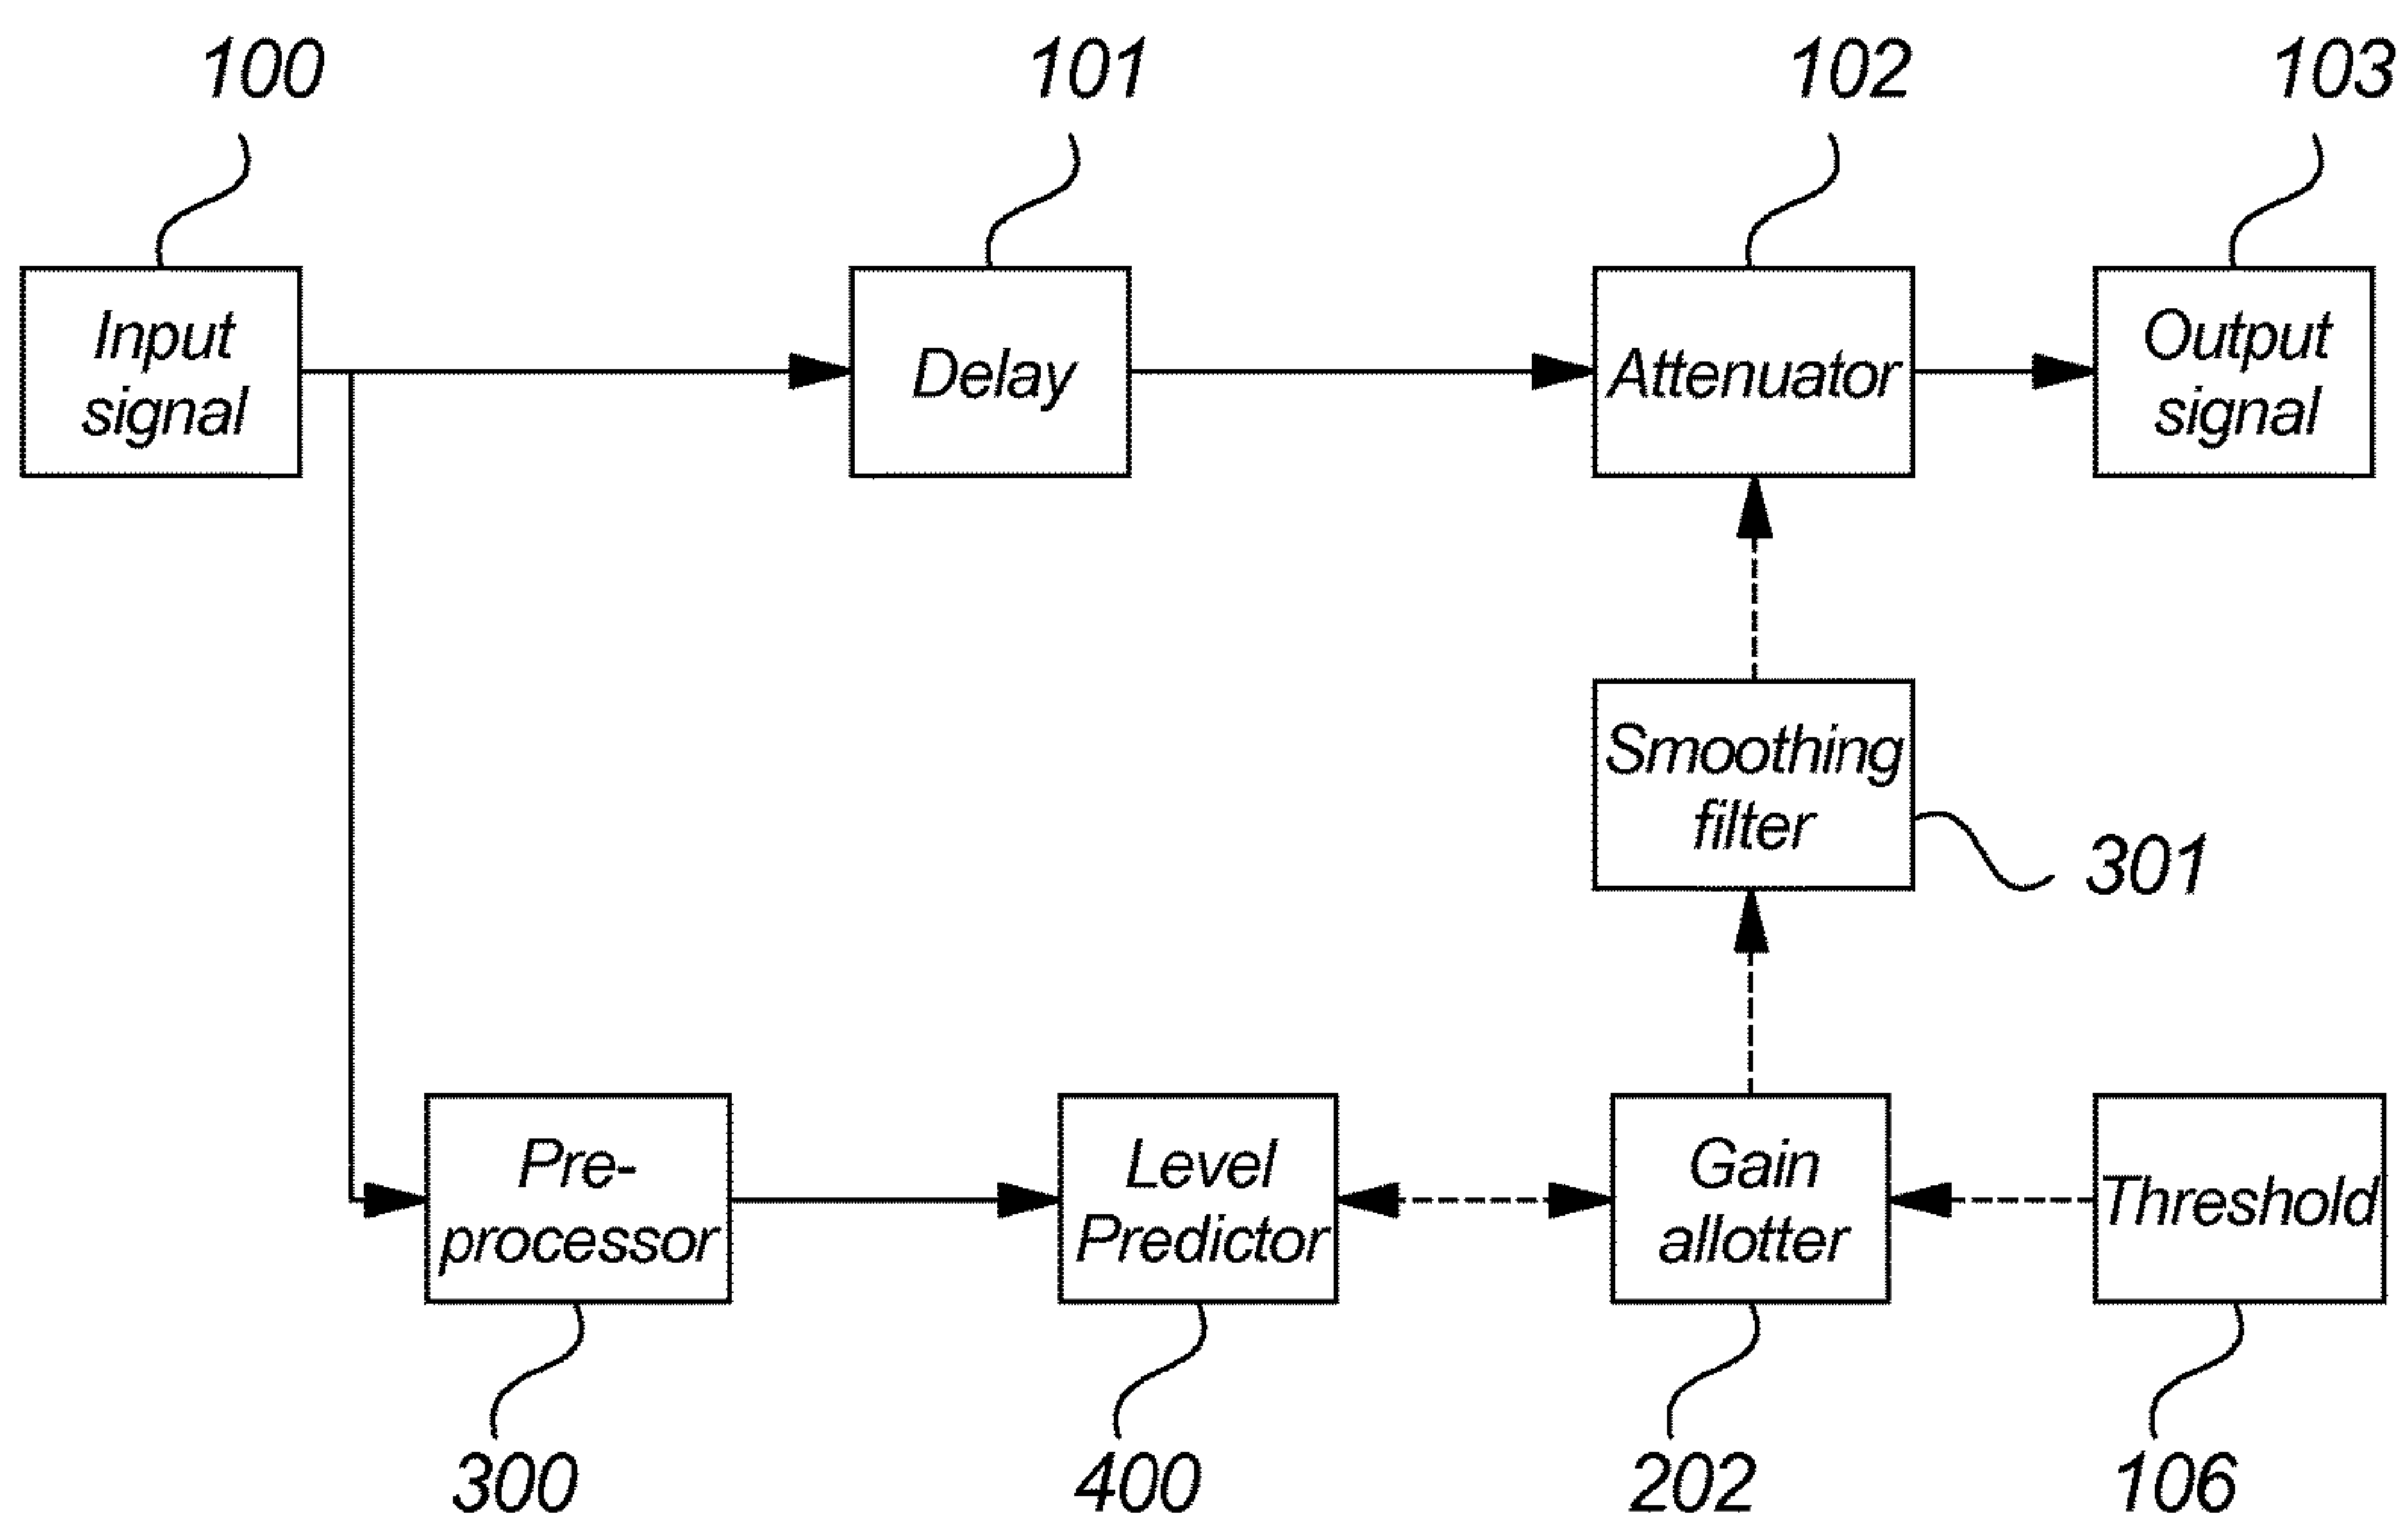 100
101
102
103
Input
signal
Delay
Attenuator
Output
signal
Smoothing
filter
301
Pre-
processor
Level
Predictor
Gain
allotter
Threshold
300
400
202
106